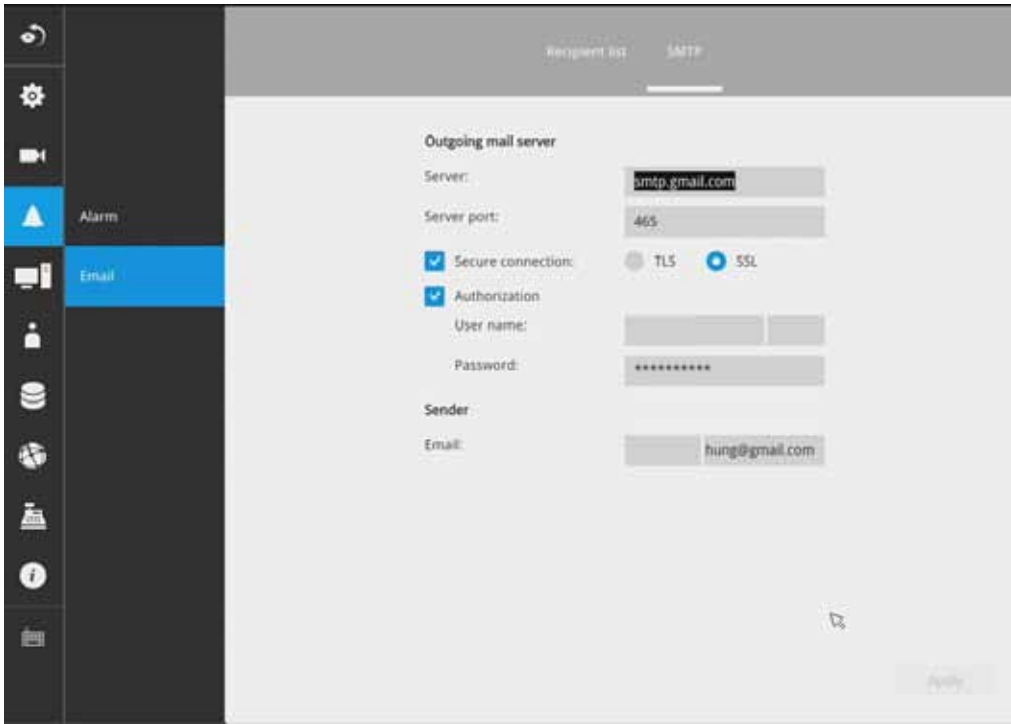 Recipient list SMTP
Alarm
Email
Outgoing mail server
Server: smtp.gmail.com
Server port: 465
Secure connection: TLS SSL
Authorization
User name:
Password: **********
Sender
Email: hung@gmail.com
Apply